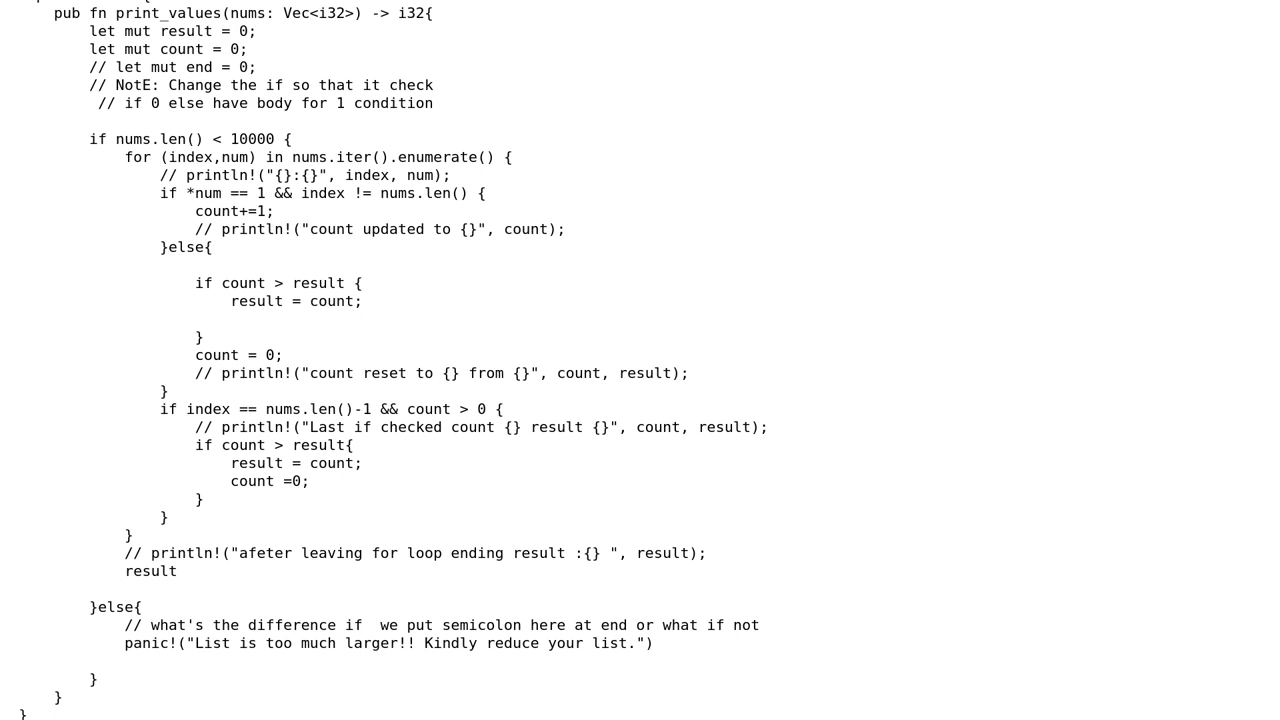 pub fn print_values(nums: Vec<i32>) -> i32{
let mut result = 0;
let mut count = 0;
// let mut end = 0;
// NotE: Change the if so that it check
// if 0 else have body for 1 condition
if nums.len() < 10000 {
for (index,num) in nums.iter().enumerate() {
// println!("{}:{}", index, num);
if *num == 1 && index != nums.len() {
count+=1;
// println!("count updated to {}", count);
}else{
if count > result {
result = count;
}
count = 0;
// println!("count reset to {} from {}", count, result);
}
if index == nums.len()-1 && count > 0 {
// println!("Last if checked count {} result {}", count, result);
if count > result{
result = count;
count =0;
}
}
}
// println!("afeter leaving for loop ending result :{} ", result);
result
}else{
// what's the difference if  we put semicolon here at end or what if not
panic!("List is too much larger!! Kindly reduce your list.")
}
}
}